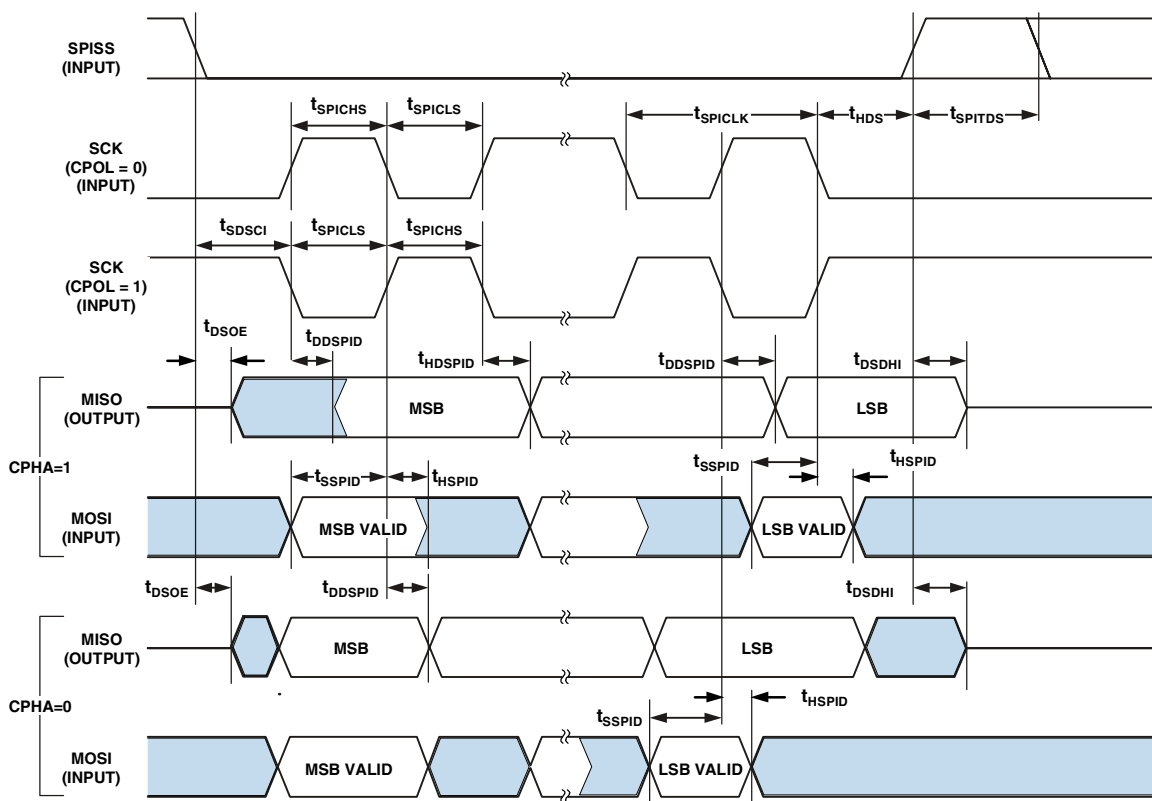 SPISS
(INPUT)
tSPICHS
tSPICLS
tSPICLK
tHDS
tSPITDS
SCK
(CPOL = 0)
(INPUT)
tSDSCI
tSPICLS
tSPICHS
SCK
(CPOL = 1)
(INPUT)
tDSOE
tDDSPID
tHDSPID
tDDSPID
tDSDHI
MISO
(OUTPUT)
MSB
LSB
CPHA=1
tSSPID
tHSPID
tSSPID
tHSPID
MOSI
(INPUT)
MSB VALID
LSB VALID
tDSOE
tDDSPID
tDSDHI
MISO
(OUTPUT)
MSB
LSB
CPHA=0
tSSPID
tHSPID
MOSI
(INPUT)
MSB VALID
LSB VALID